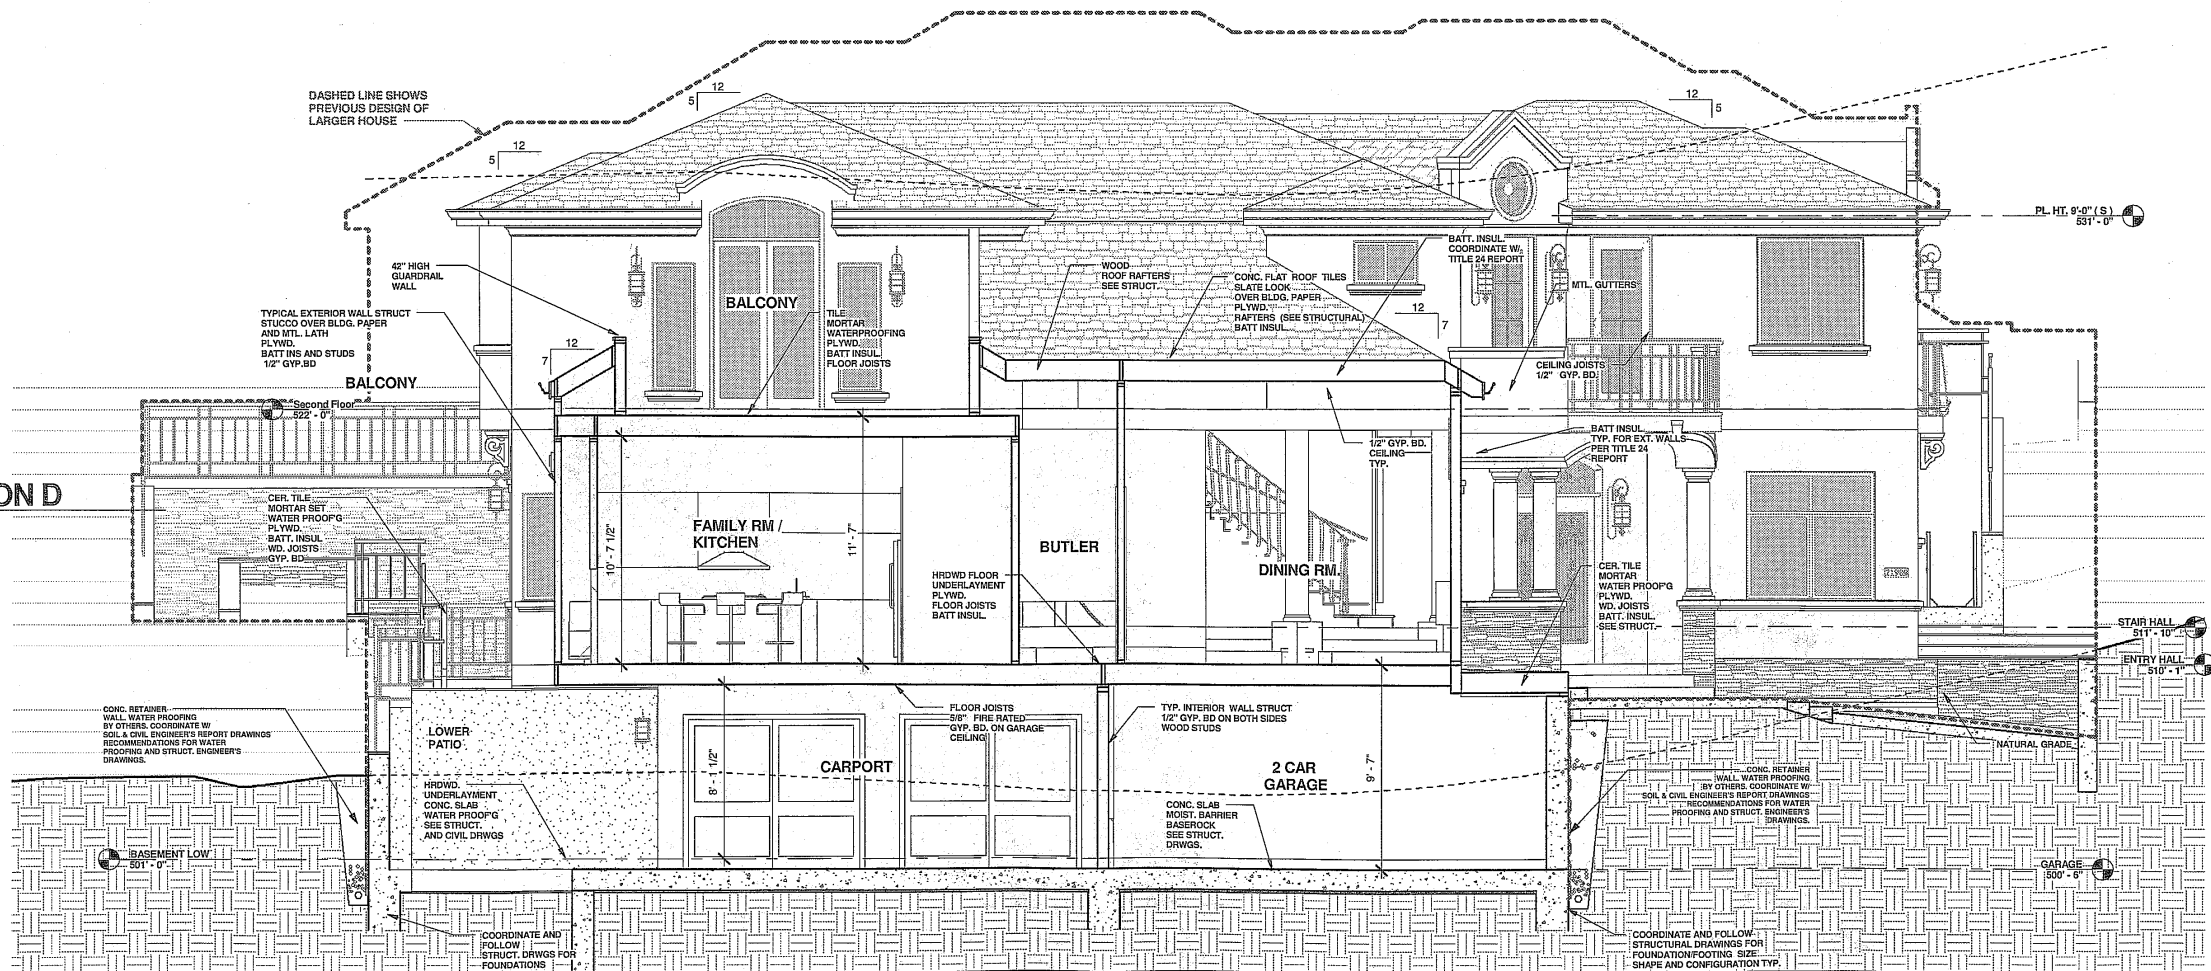 DASHED LINE SHOWS
PREVIOUS DESIGN OF
LARGER HOUSE
12
5
12
5
12
5
PL. HT. 9'-0" ( S )
531' - 0"
42" HIGH
GUARDRAIL
WALL
TYPICAL EXTERIOR WALL STRUCT
STUCCO OVER BLDG. PAPER
AND MTL. LATH
PLYWD.
BATT INS AND STUDS
1/2" GYP.BD
BALCONY
BALCONY
TILE
MORTAR
WATERPROOFING
PLYWD.
BATT INSUL.
FLOOR JOISTS
12
7
WOOD
ROOF RAFTERS
SEE STRUCT.
CONC. FLAT ROOF TILES
SLATE LOOK
OVER BLDG. PAPER
PLYWD.
RAFTERS (SEE STRUCTURAL)
BATT INSUL.
BATT. INSUL.
COORDINATE W/
TITLE 24 REPORT
MTL. GUTTERS
12
7
CEILING JOISTS
1/2" GYP. BD.
Second Floor
522' - 0"
1/2" GYP. BD.
CEILING
TYP.
BATT INSUL.
TYP. FOR EXT. WALLS
PER TITLE 24
REPORT
ON D
CER. TILE
MORTAR SET
WATER PROOF'G
PLYWD.
BATT. INSUL
WD. JOISTS
GYP. BD
FAMILY RM /
KITCHEN
10' - 7 1/2"
11' - 7"
BUTLER
DINING RM.
HRDWD FLOOR
UNDERLAYMENT
PLYWD.
FLOOR JOISTS
BATT INSUL.
CER. TILE
MORTAR
WATER PROOF'G
PLYWD.
WD. JOISTS
BATT. INSUL.
SEE STRUCT.
STAIR HALL
511' - 10"
ENTRY HALL
510' - 1"
CONC. RETAINER
WALL. WATER PROOFING
BY OTHERS. COORDINATE W/
SOIL & CIVIL ENGINEER'S REPORT DRAWINGS
RECOMMENDATIONS FOR WATER
PROOFING AND STRUCT. ENGINEER'S
DRAWINGS.
LOWER
PATIO
FLOOR JOISTS
5/8" FIRE RATED
GYP. BD. ON GARAGE
CEILING
TYP. INTERIOR WALL STRUCT
1/2" GYP. BD ON BOTH SIDES
WOOD STUDS
NATURAL GRADE
CARPORT
8' - 1 1/2"
2 CAR
GARAGE
9' - 7"
HRDWD.
UNDERLAYMENT
CONC. SLAB
WATER PROOF'G
SEE STRUCT.
AND CIVIL DRWGS
CONC. SLAB
MOIST. BARRIER
BASEROCK
SEE STRUCT.
DRWGS.
CONC. RETAINER
WALL. WATER PROOFING
BY OTHERS. COORDINATE W/
SOIL & CIVIL ENGINEER'S REPORT DRAWINGS
RECOMMENDATIONS FOR WATER
PROOFING AND STRUCT. ENGINEER'S
DRAWINGS.
BASEMENT LOW
501' - 0"
GARAGE
500' - 6"
COORDINATE AND
FOLLOW
STRUCT. DRWGS FOR
FOUNDATIONS
COORDINATE AND FOLLOW
STRUCTURAL DRAWINGS FOR
FOUNDATION/FOOTING SIZE
SHAPE AND CONFIGURATION TYP.